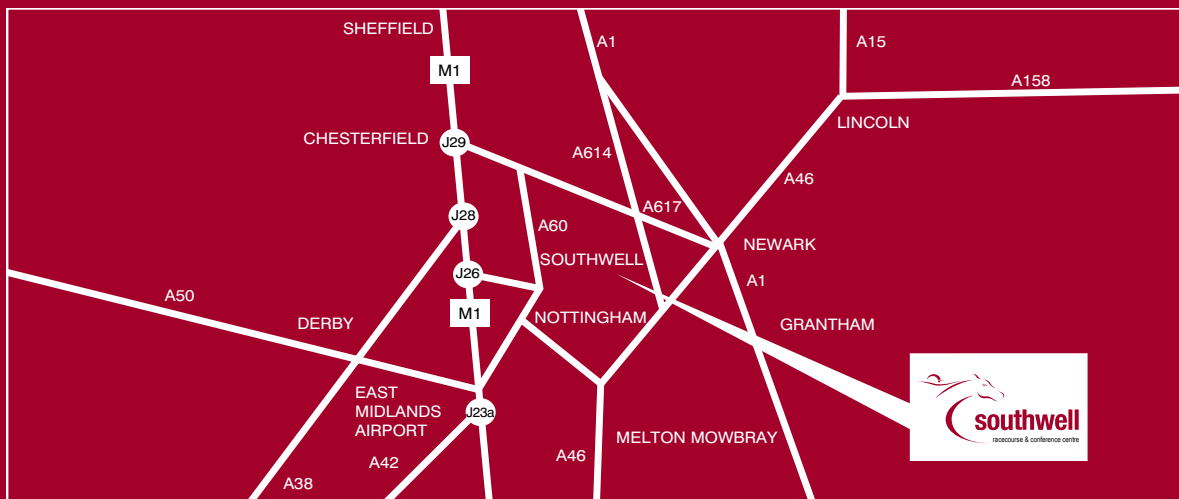 SHEFFIELD
A1
A15
M1
A158
LINCOLN
CHESTERFIELD
J29
A614
A46
J28
A617
A60
NEWARK
SOUTHWELL
J26
A1
A50
M1
NOTTINGHAM
DERBY
GRANTHAM
EAST
MIDLANDS
AIRPORT
J23a
southwell
racecourse & conference centre
MELTON MOWBRAY
A46
A42
A38